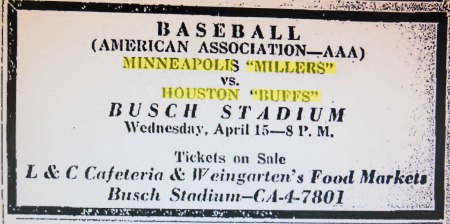 BASEBALL
(AMERICAN ASSOCIATION—AAA)
MINNEAPOLIS "MILLERS"
vs.
HOUSTON "BUFFS"
BUSCH STADIUM
Wednesday, April 15—8 P. M.
Tickets on Sale
L & C Cafeteria & Weingarten's Food Markets
Busch Stadium—CA-4-7801